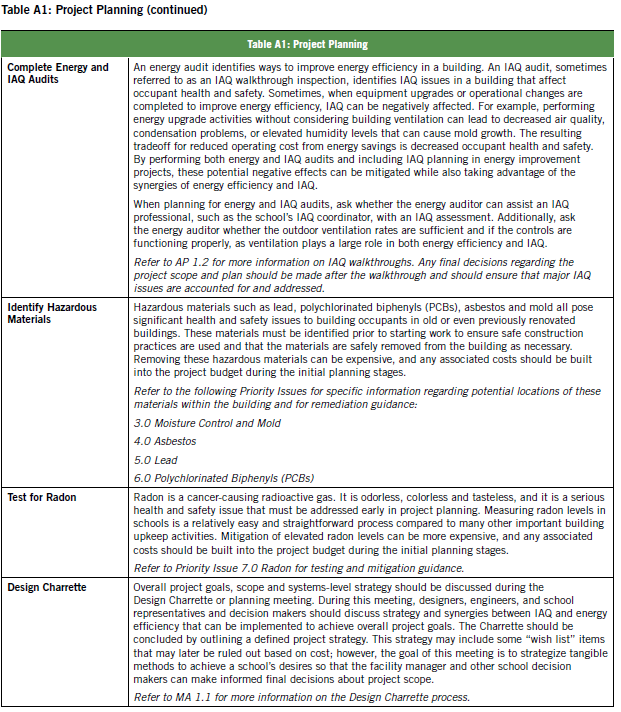 Table A1: Project Planning (continued)
Table A1: Project Planning
Complete Energy and
IAQ Audits
An energy audit identifies ways to improve energy efficiency in a building. An IAQ audit, sometimes
referred to as an IAQ walkthrough inspection, identifies IAQ issues in a building that affect
occupant health and safety. Sometimes, when equipment upgrades or operational changes are
completed to improve energy efficiency, IAQ can be negatively affected. For example, performing
energy upgrade activities without considering building ventilation can lead to decreased air quality,
condensation problems, or elevated humidity levels that can cause mold growth. The resulting
tradeoff for reduced operating cost from energy savings is decreased occupant health and safety.
By performing both energy and IAQ audits and including IAQ planning in energy improvement
projects, these potential negative effects can be mitigated while also taking advantage of the
synergies of energy efficiency and IAQ.
When planning for energy and IAQ audits, ask whether the energy auditor can assist an IAQ
professional, such as the school's IAQ coordinator, with an IAQ assessment. Additionally, ask
the energy auditor whether the outdoor ventilation rates are sufficient and if the controls are
functioning properly, as ventilation plays a large role in both energy efficiency and IAQ.
Refer to AP 1.2 for more information on IAQ walkthroughs. Any final decisions regarding the
project scope and plan should be made after the walkthrough and should ensure that major IAQ
issues are accounted for and addressed.
Identify Hazardous
Materials
Hazardous materials such as lead, polychlorinated biphenyls (PCBs), asbestos and mold all pose
significant health and safety issues to building occupants in old or even previously renovated
buildings. These materials must be identified prior to starting work to ensure safe construction
practices are used and that the materials are safely removed from the building as necessary.
Removing these hazardous materials can be expensive, and any associated costs should be built
into the project budget during the initial planning stages.
Refer to the following Priority Issues for specific information regarding potential locations of these
materials within the building and for remediation guidance:
3.0 Moisture Control and Mold
4.0 Asbestos
5.0 Lead
6.0 Polychlorinated Biphenyls (PCBs)
Test for Radon
Radon is a cancer-causing radioactive gas. It is odorless, colorless and tasteless, and it is a serious
health and safety issue that must be addressed early in project planning. Measuring radon levels in
schools is a relatively easy and straightforward process compared to many other important building
upkeep activities. Mitigation of elevated radon levels can be more expensive, and any associated
costs should be built into the project budget during the initial planning stages.
Refer to Priority Issue 7.0 Radon for testing and mitigation guidance.
Design Charrette
Overall project goals, scope and systems-level strategy should be discussed during the
Design Charrette or planning meeting. During this meeting, designers, engineers, and school
representatives and decision makers should discuss strategy and synergies between IAQ and energy
efficiency that can be implemented to achieve overall project goals. The Charrette should be
concluded by outlining a defined project strategy. This strategy may include some "wish list" items
that may later be ruled out based on cost; however, the goal of this meeting is to strategize tangible
methods to achieve a school's desires so that the facility manager and other school decision
makers can make informed final decisions about project scope.
Refer to MA 1.1 for more information on the Design Charrette process.